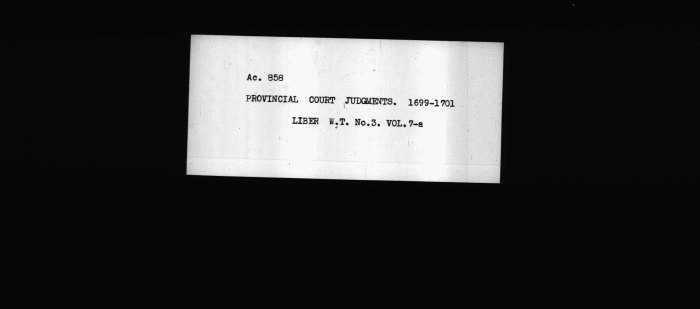 Ac. 858
PROVINCIAL COURT JUDGMENTS. 1699-1701
LIBER W.T. No.3. VOL.7-a